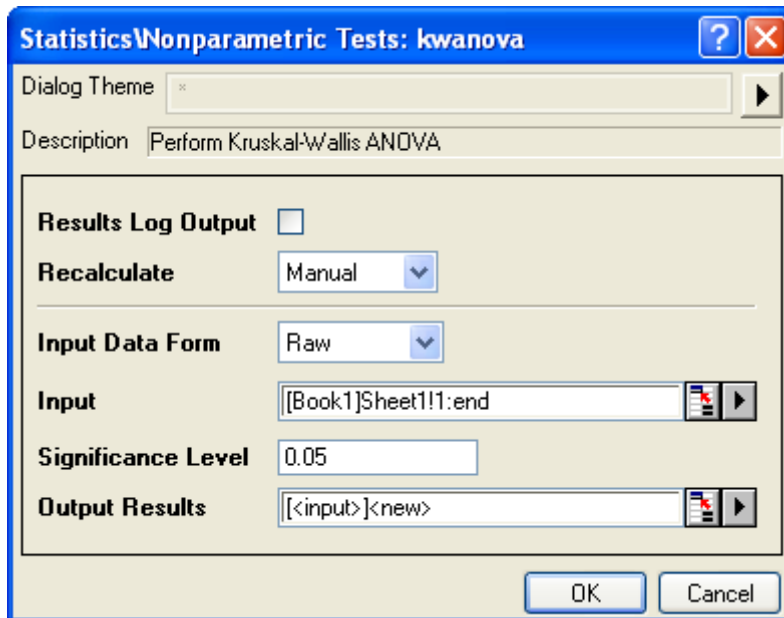 Statistics\Nonparametric Tests: kwanova
Dialog Theme *
Description Perform Kruskal-Wallis ANOVA
Results Log Output
Recalculate Manual
Input Data Form Raw
Input [Book1]Sheet1!1:end
Significance Level 0.05
Output Results [<input>]<new>
OK Cancel